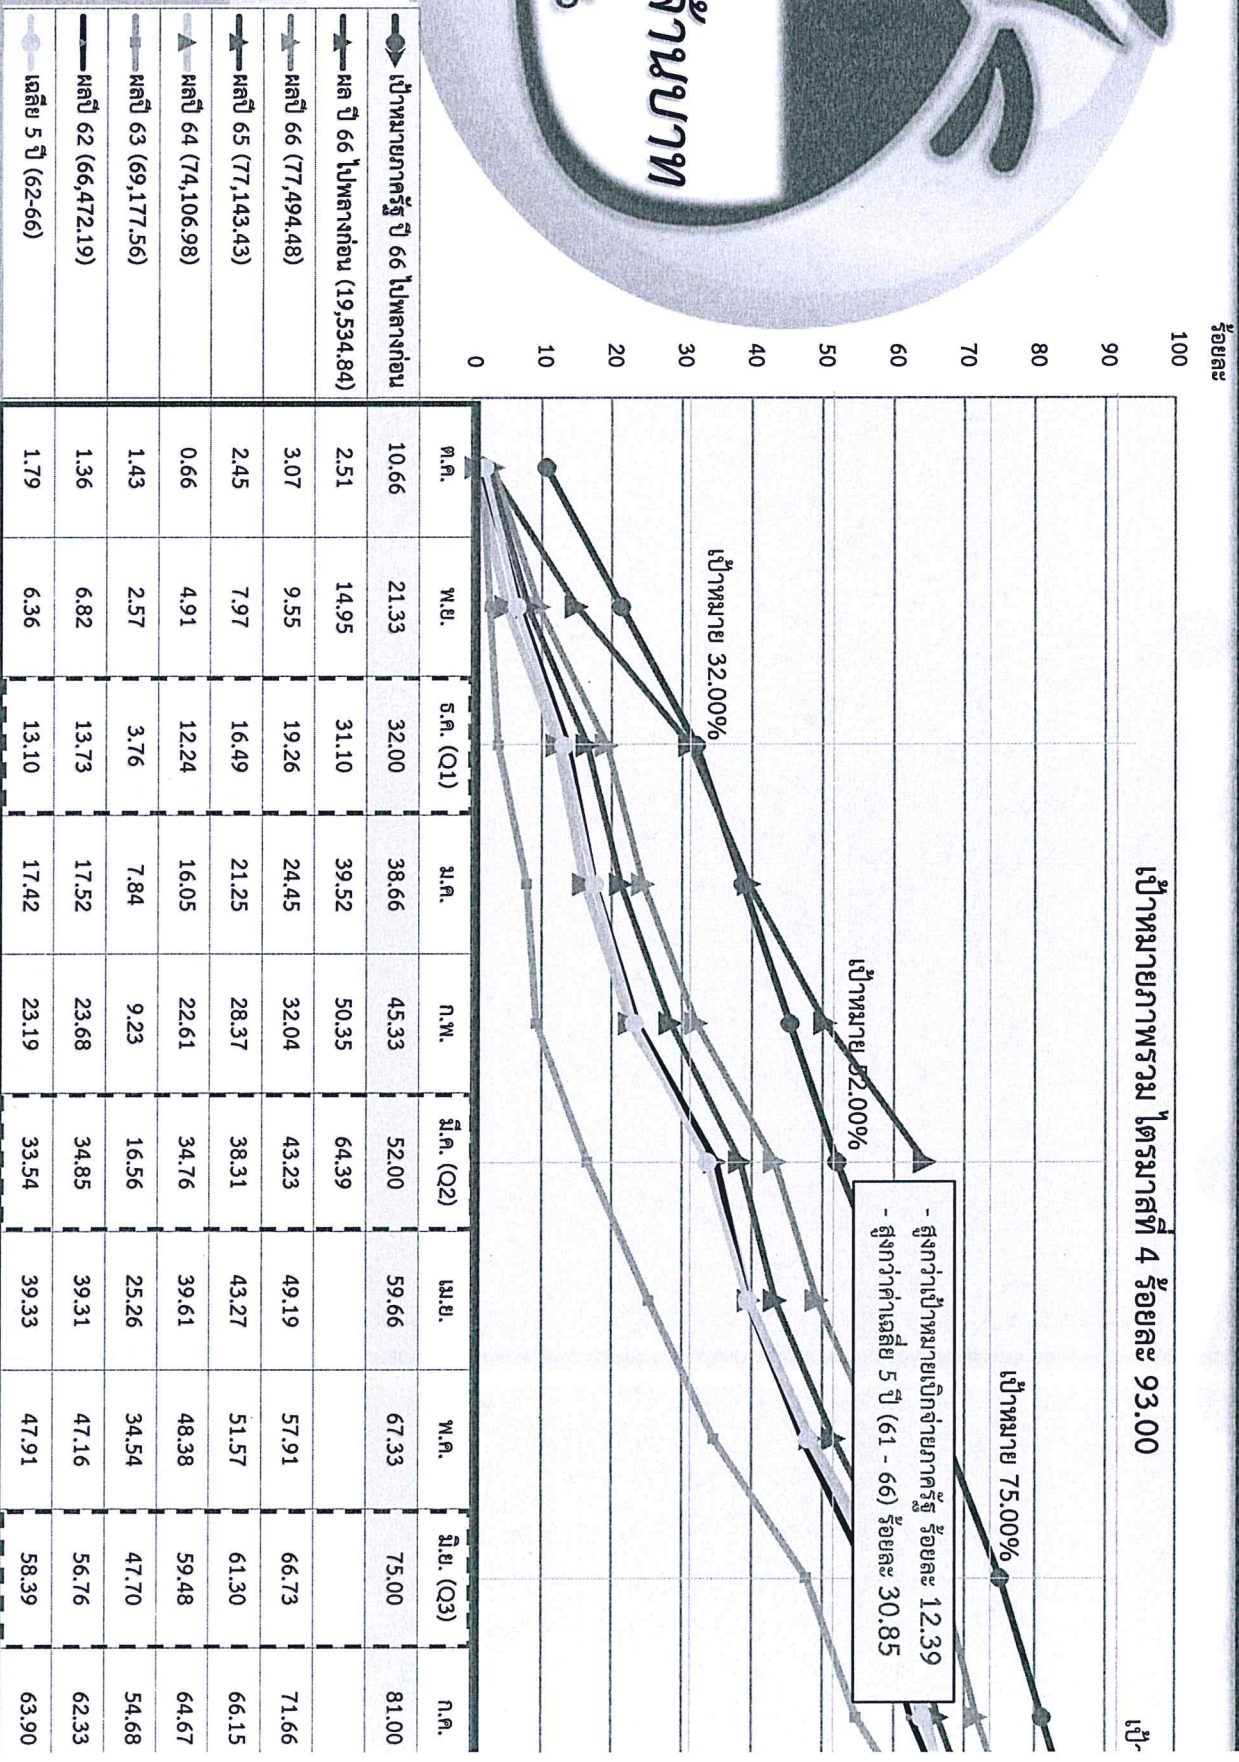 ล้านบาท
ร้อยละ
เป้าหมายภาพรวม ไตรมาสที่ 4 ร้อยละ 93.00
100
90
80
70
60
50
40
30
20
10
0
เป้าหมาย 32.00%
เป้าหมาย 52.00%
เป้าหมาย 75.00%
เป้า
- สูงกว่าเป้าหมายเบิกจ่ายภาครัฐ ร้อยละ 12.39
- สูงกว่าค่าเฉลี่ย 5 ปี (61 - 66) ร้อยละ 30.85
ต.ค. พ.ย. ธ.ค. (Q1) ม.ค. ก.พ. มี.ค. (Q2) เม.ย. พ.ค. มิ.ย. (Q3) ก.ค.
เป้าหมายภาครัฐ ปี 66 ไปพลางก่อน 10.66 21.33 32.00 38.66 45.33 52.00 59.66 67.33 75.00 81.00
ผล ปี 66 ไปพลางก่อน (19,534.84) 2.51 14.95 31.10 39.52 50.35 64.39
ผลปี 66 (77,494.48) 3.07 9.55 19.26 24.45 32.04 43.23 49.19 57.91 66.73 71.66
ผลปี 65 (77,143.43) 2.45 7.97 16.49 21.25 28.37 38.31 43.27 51.57 61.30 66.15
ผลปี 64 (74,106.98) 0.66 4.91 12.24 16.05 22.61 34.76 39.61 48.38 59.48 64.67
ผลปี 63 (69,177.56) 1.43 2.57 3.76 7.84 9.23 16.56 25.26 34.54 47.70 54.68
ผลปี 62 (66,472.19) 1.36 6.82 13.73 17.52 23.68 34.85 39.31 47.16 56.76 62.33
เฉลี่ย 5 ปี (62-66) 1.79 6.36 13.10 17.42 23.19 33.54 39.33 47.91 58.39 63.90